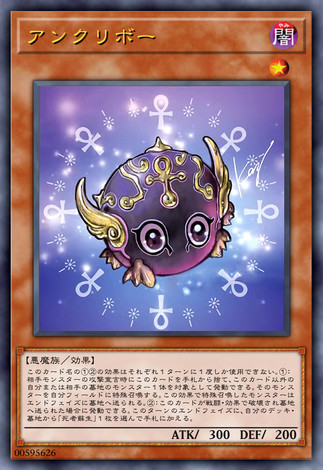 アンクリボー
やみ
闇
【悪魔族／効果】
このカード名の①②の効果はそれぞれ1ターンに1度しか使用できない。①：
相手モンスターの攻撃宣言時にこのカードを手札から捨て、このカード以外の
自分または相手の墓地のモンスター1体を対象として発動できる。そのモンス
ターを自分フィールドに特殊召喚する。この効果で特殊召喚したモンスターは
エンドフェイズに墓地へ送られる。②：このカードが戦闘・効果で破壊され墓地
へ送られた場合に発動できる。このターンのエンドフェイズに、自分のデッキ・
墓地から「死者蘇生」1枚を選んで手札に加える。
ATK/ 300 DEF/ 200
00595626